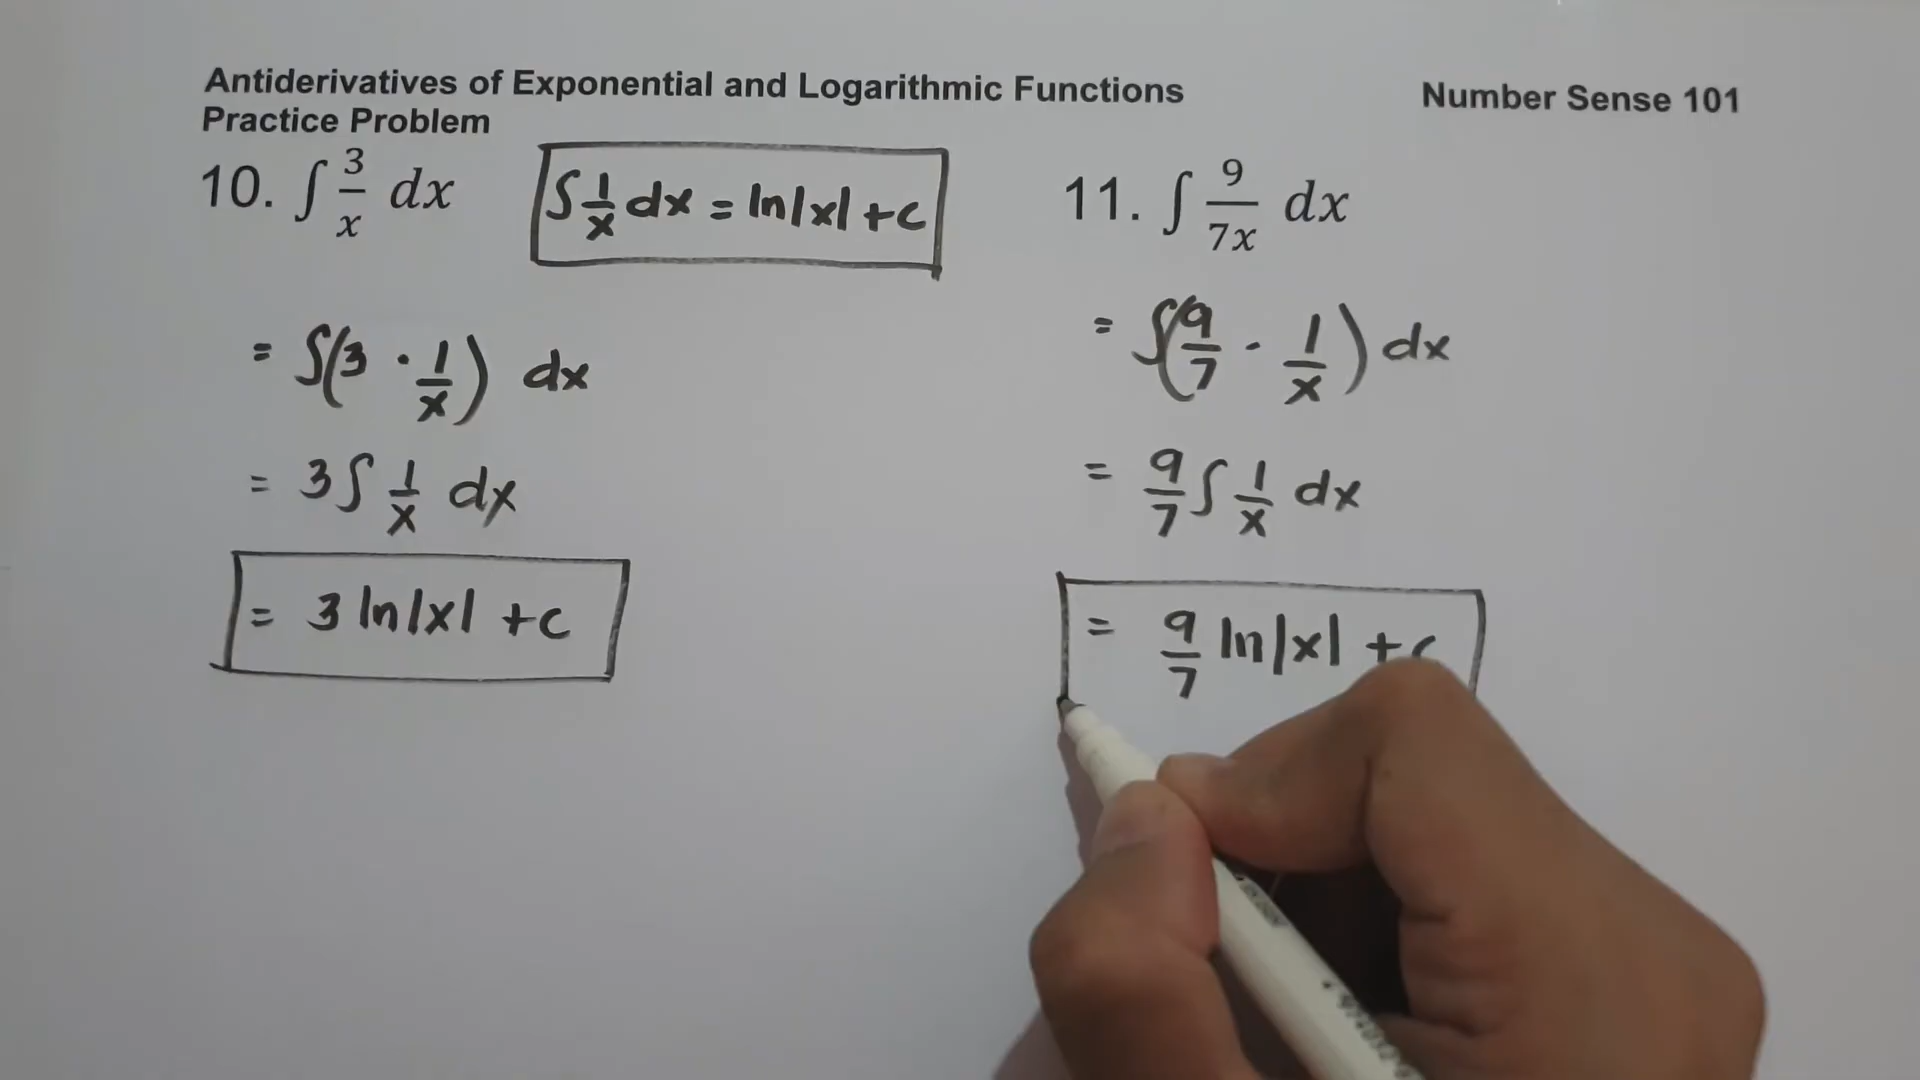 Antiderivatives of Exponential and Logarithmic Functions
Practice Problem
Number Sense 101
10. ∫ 3/x dx
∫ 1/x dx = ln|x| + c
= ∫(3 · 1/x) dx
= 3∫ 1/x dx
= 3 ln|x| + c
11. ∫ 9/7x dx
= ∫(9/7 · 1/x) dx
= 9/7 ∫ 1/x dx
= 9/7 ln|x| + c